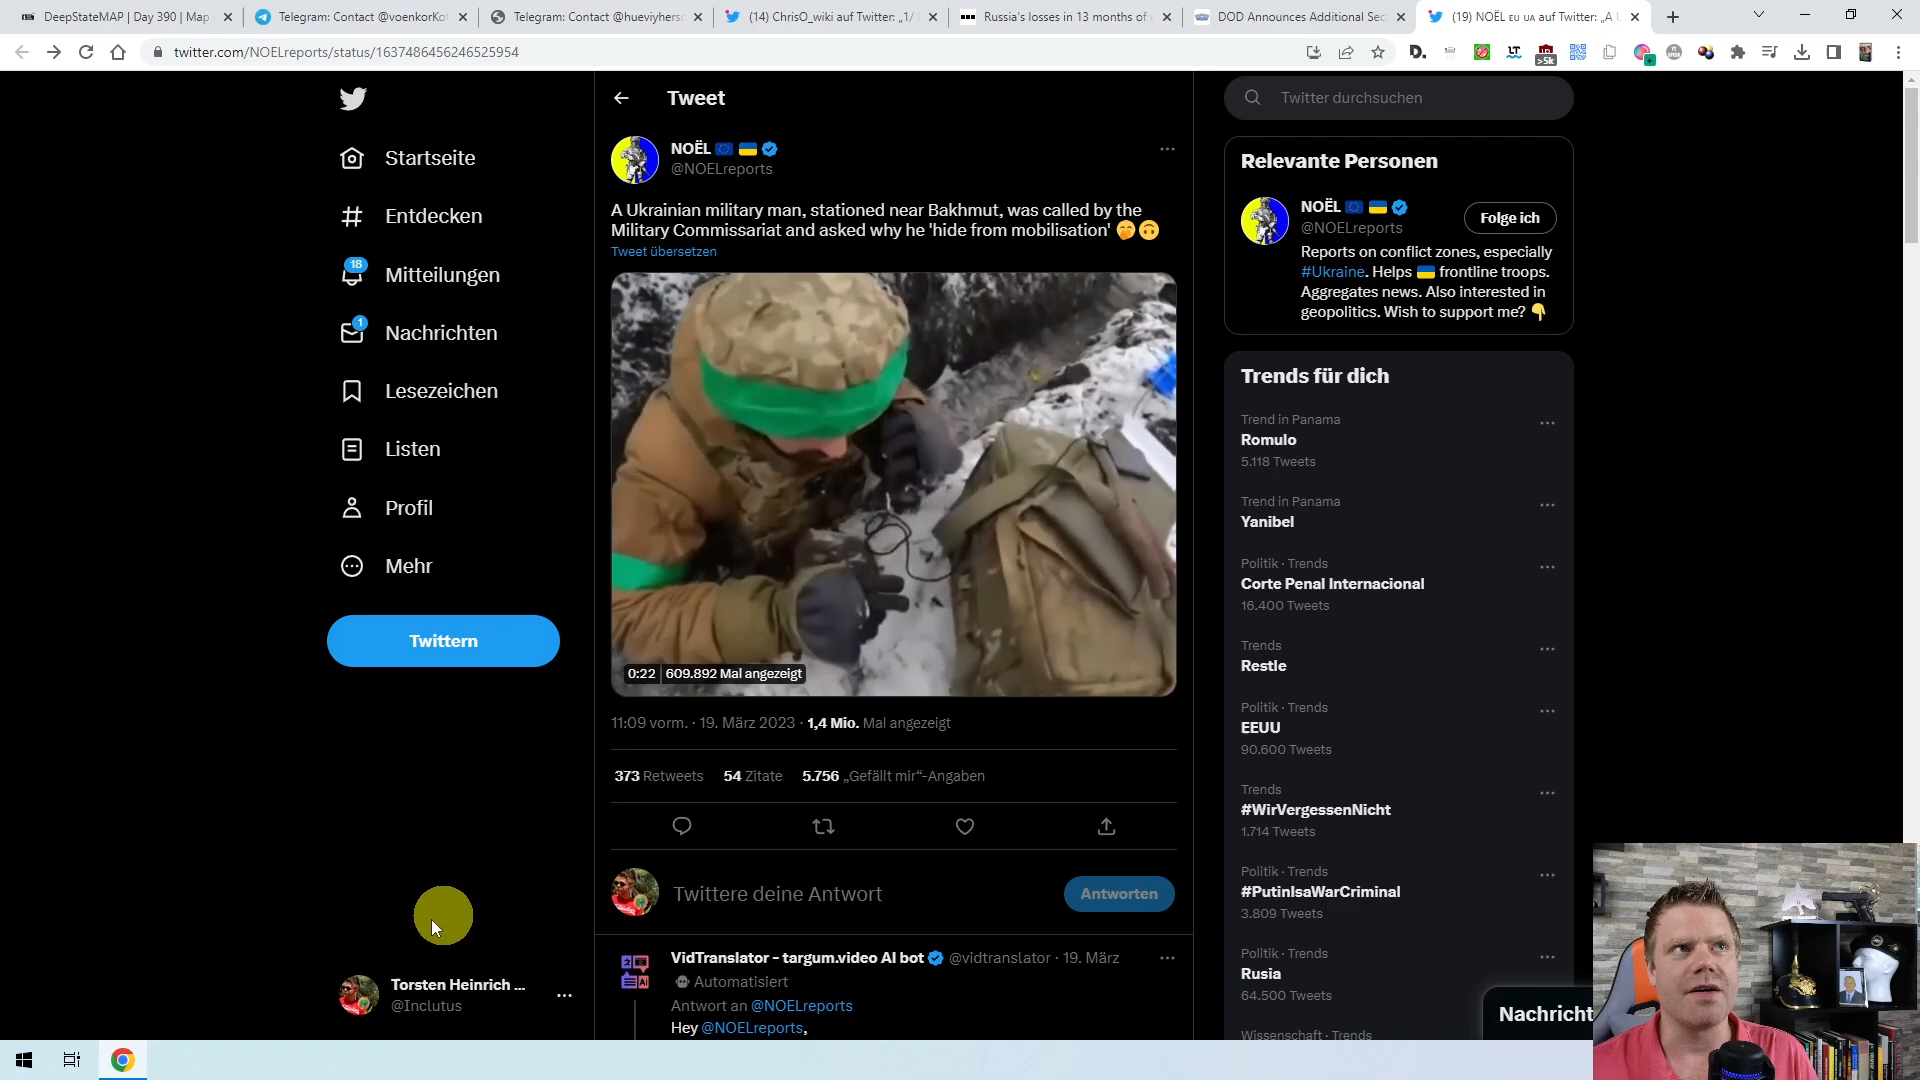 DeepStateMAP | Day 390 | Map
Telegram: Contact @voenkorKot
Telegram: Contact @hueviyhersc
(14) ChrisO_wiki auf Twitter: „1/
Russia's losses in 13 months of
DOD Announces Additional Sec
(19) NOËL EU UA auf Twitter: „A U
twitter.com/NOELreports/status/1637486456246525954
>5k
Startseite
Entdecken
18
Mitteilungen
1
Nachrichten
Lesezeichen
Listen
Profil
Mehr
Twittern
Torsten Heinrich ...
@Inclutus
Tweet
NOËL 🇪🇺 🇺🇦
@NOELreports
A Ukrainian military man, stationed near Bakhmut, was called by the
Military Commissariat and asked why he 'hide from mobilisation' 🤭🙃
Tweet übersetzen
0:22 609.892 Mal angezeigt
11:09 vorm. · 19. März 2023 · 1,4 Mio. Mal angezeigt
373 Retweets 54 Zitate 5.756 „Gefällt mir“-Angaben
Twittere deine Antwort
Antworten
VidTranslator - targum.video AI bot @vidtranslator · 19. März
Automatisiert
Antwort an @NOELreports
Hey @NOELreports,
Twitter durchsuchen
Relevante Personen
NOËL 🇪🇺 🇺🇦
@NOELreports
Folge ich
Reports on conflict zones, especially
#Ukraine. Helps 🇺🇦 frontline troops.
Aggregates news. Also interested in
geopolitics. Wish to support me? 👇
Trends für dich
Trend in Panama
Romulo
5.118 Tweets
Trend in Panama
Yanibel
Politik · Trends
Corte Penal Internacional
16.400 Tweets
Trends
Restle
Politik · Trends
EEUU
90.600 Tweets
Trends
#WirVergessenNicht
1.714 Tweets
Politik · Trends
#PutinIsaWarCriminal
3.809 Tweets
Politik · Trends
Rusia
64.500 Tweets
Wissenschaft · Trends
Nachricht